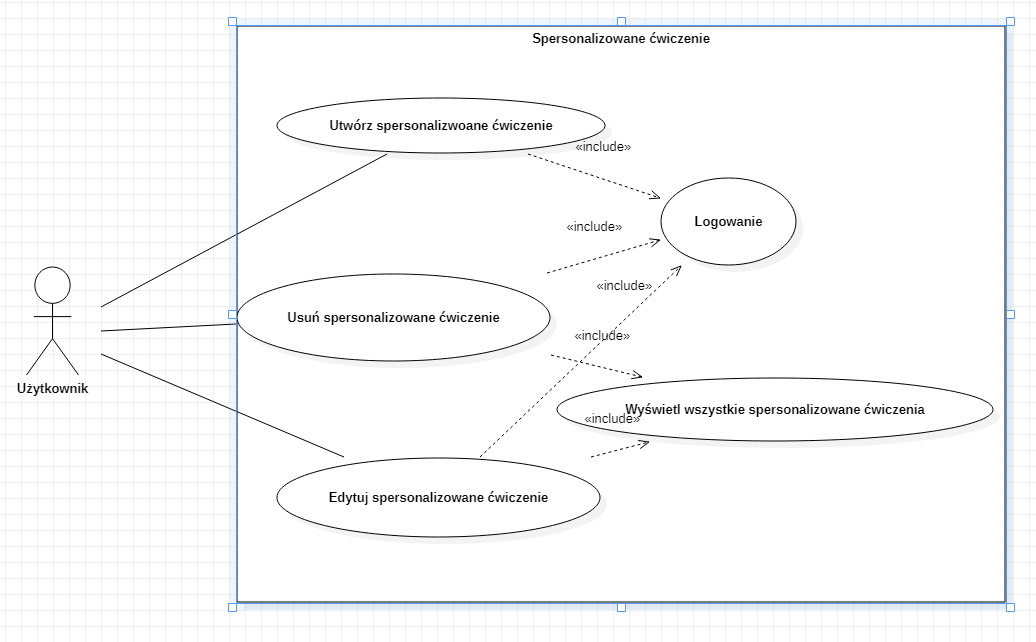 Spersonalizowane ćwiczenie
Utwórz spersonalizwoane ćwiczenie
«include»
Logowanie
«include»
«include»
Usuń spersonalizowane ćwiczenie
«include»
Użytkownik
Wyświetl wszystkie spersonalizowane ćwiczenia
«include»
Edytuj spersonalizowane ćwiczenie